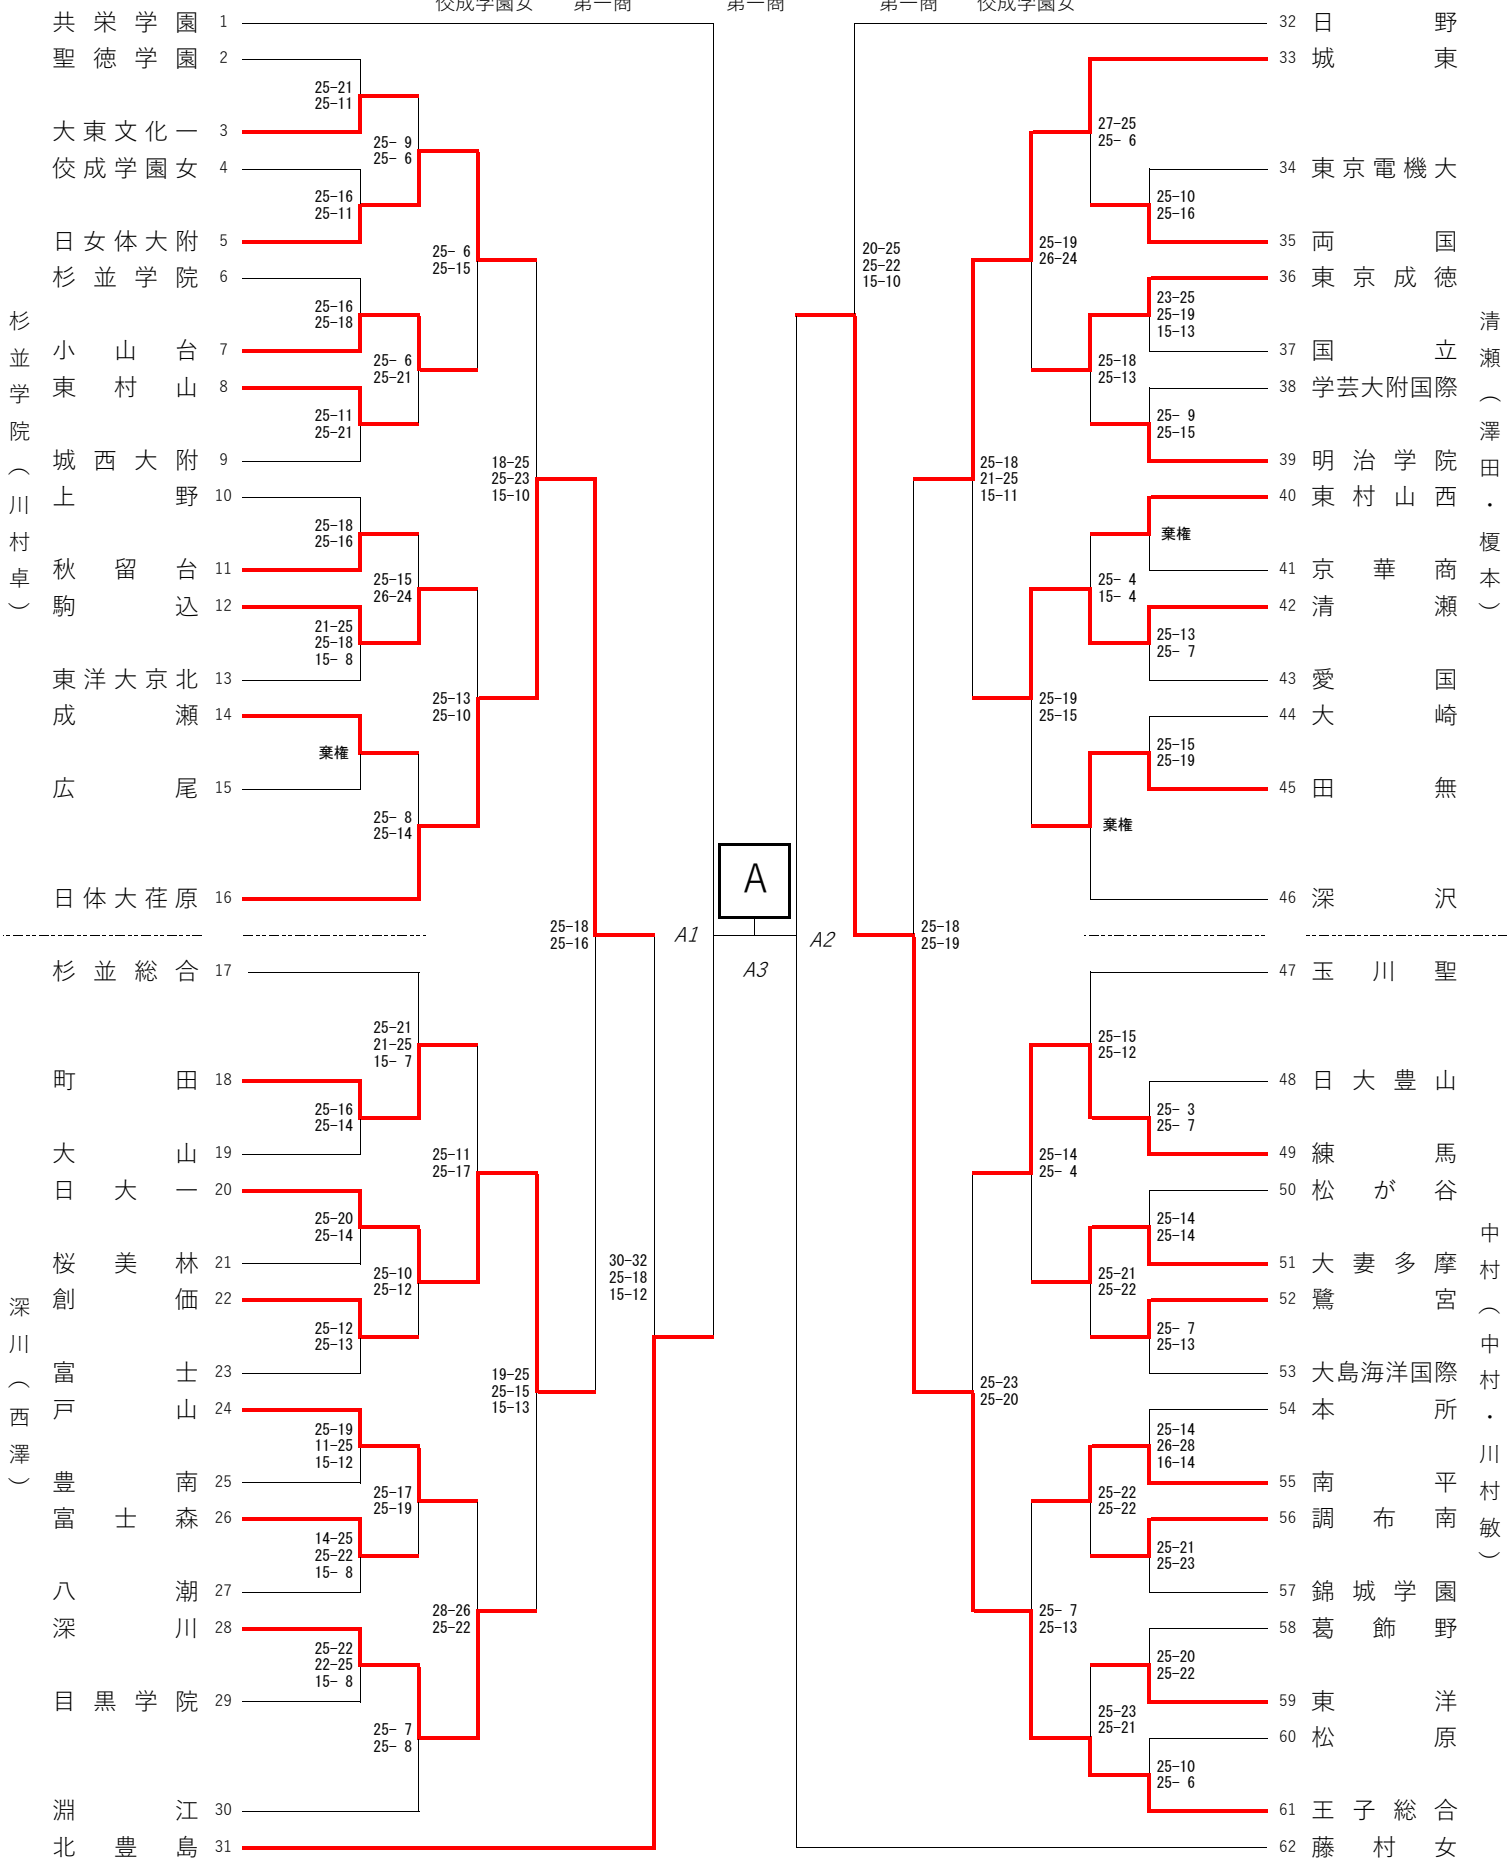 佼成学園女 第一商 第一商 第一商 佼成学園女
共栄学園 1
聖徳学園 2
25-21
25-11
大東文化一 3
25- 9
25- 6
佼成学園女 4
25-16
25-11
日女体大附 5
25- 6
25-15
杉並学院 6
25-16
25-18
小山台 7
25- 6
25-21
東村山 8
25-11
25-21
城西大附 9
18-25
25-23
15-10
上野 10
25-18
25-16
秋留台 11
25-15
26-24
駒込 12
21-25
25-18
15- 8
東洋大京北 13
25-13
25-10
成瀬 14
棄権
広尾 15
25- 8
25-14
日体大荏原 16
杉並学院(川村卓)
25-18
25-16
杉並総合 17
25-21
21-25
15- 7
町田 18
25-16
25-14
大山 19
25-11
25-17
日大一 20
25-20
25-14
桜美林 21
25-10
25-12
創価 22
25-12
25-13
富士 23
19-25
25-15
15-13
戸山 24
25-19
11-25
15-12
豊南 25
25-17
25-19
富士森 26
14-25
25-22
15- 8
八潮 27
28-26
25-22
深川 28
25-22
22-25
15- 8
目黒学院 29
25- 7
25- 8
淵江 30
北豊島 31
深川(西澤)
30-32
25-18
15-12
A
A1
A2
A3
20-25
25-22
15-10
32 日野
33 城東
27-25
25- 6
34 東京電機大
25-10
25-16
35 両国
25-19
26-24
36 東京成徳
23-25
25-19
15-13
37 国立
25-18
25-13
38 学芸大附国際
25- 9
25-15
39 明治学院
25-18
21-25
15-11
40 東村山西
棄権
41 京華商
25- 4
15- 4
42 清瀬
25-13
25- 7
43 愛国
25-19
25-15
44 大崎
25-15
25-19
45 田無
棄権
46 深沢
清瀬(澤田・榎本)
25-18
25-19
47 玉川聖
25-15
25-12
48 日大豊山
25- 3
25- 7
49 練馬
25-14
25- 4
50 松が谷
25-14
25-14
51 大妻多摩
25-21
25-22
52 鷺宮
25- 7
25-13
53 大島海洋国際
25-23
25-20
54 本所
25-14
26-28
16-14
55 南平
25-22
25-22
56 調布南
25-21
25-23
57 錦城学園
25- 7
25-13
58 葛飾野
25-20
25-22
59 東洋
25-23
25-21
60 松原
25-10
25- 6
61 王子総合
62 藤村女
中村(中村・川村敏)